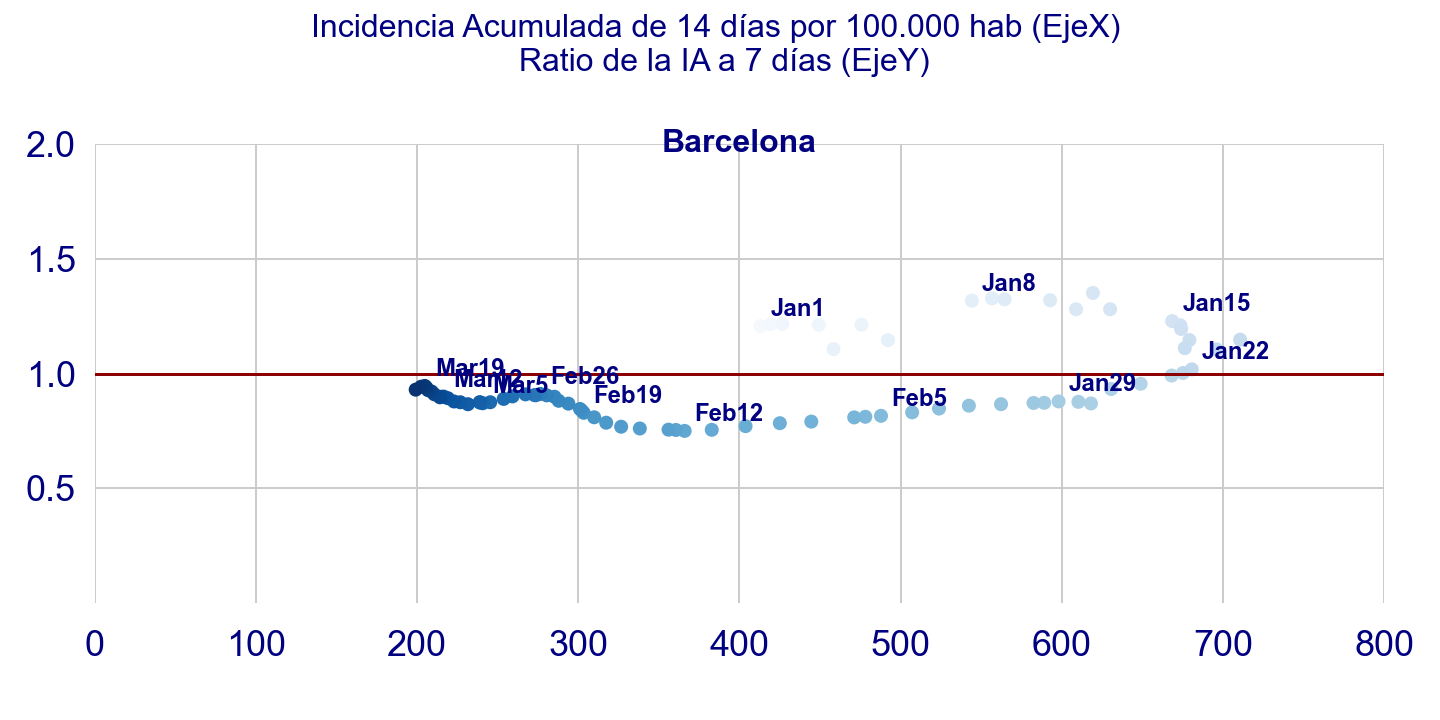 Incidencia Acumulada de 14 días por 100.000 hab (EjeX)
Ratio de la IA a 7 días (EjeY)
Barcelona
2.0
1.5
1.0
0.5
Jan1
Jan8
Jan15
Jan22
Jan29
Feb5
Feb12
Feb19
Feb26
Mar5
Mar12
Mar19
0 100 200 300 400 500 600 700 800